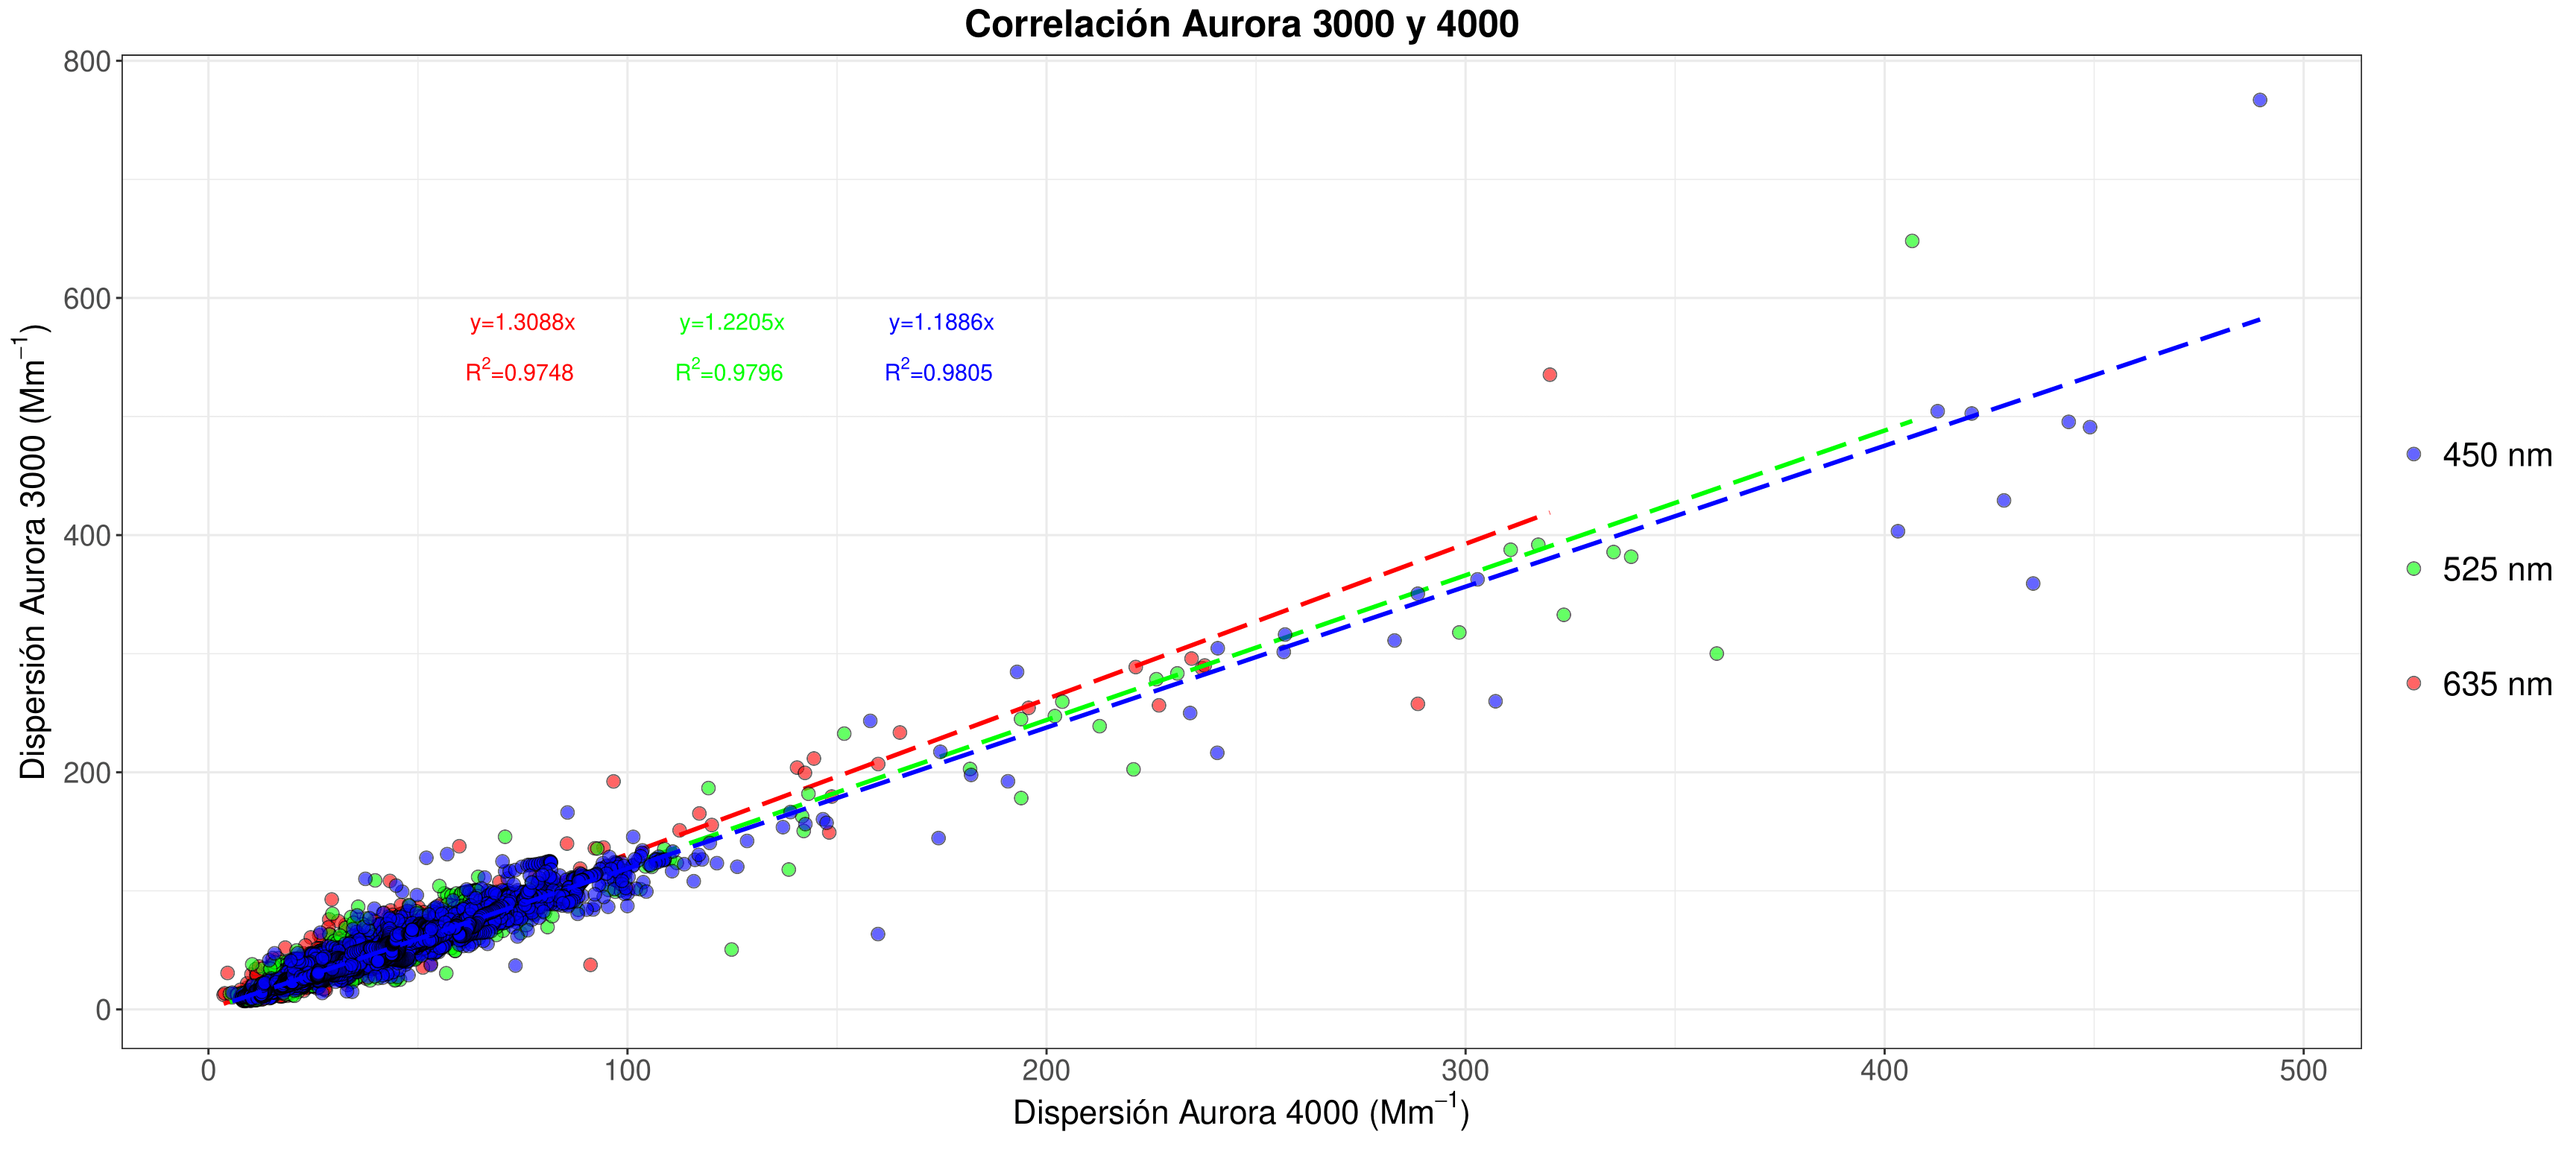 Correlación Aurora 3000 y 4000
Dispersión Aurora 3000 (Mm⁻¹)
800
600
400
200
0
y=1.3088x
y=1.2205x
y=1.1886x
R²=0.9748
R²=0.9796
R²=0.9805
450 nm
525 nm
635 nm
0
100
200
300
400
500
Dispersión Aurora 4000 (Mm⁻¹)